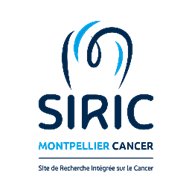 SIRIC
MONTPELLIER CANCER
Site de Recherche Intégrée sur le Cancer